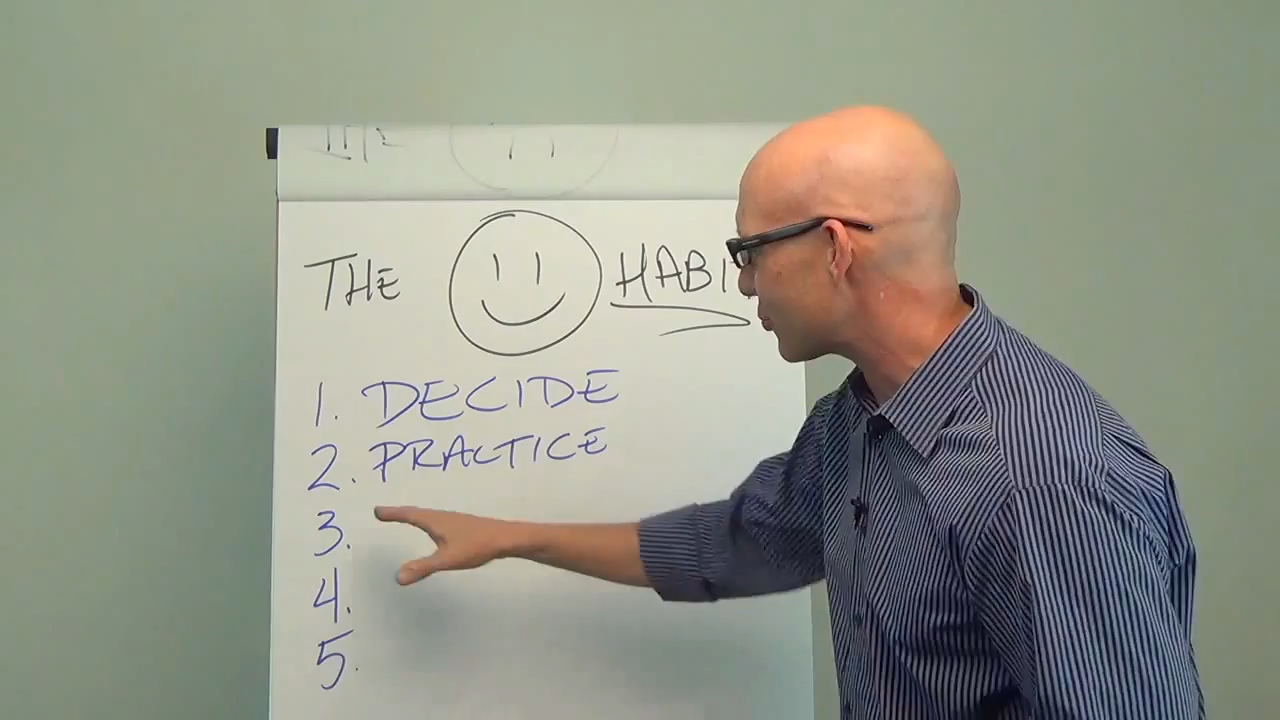 THE HABI
1. DECIDE
2. PRACTICE
3.
4.
5.